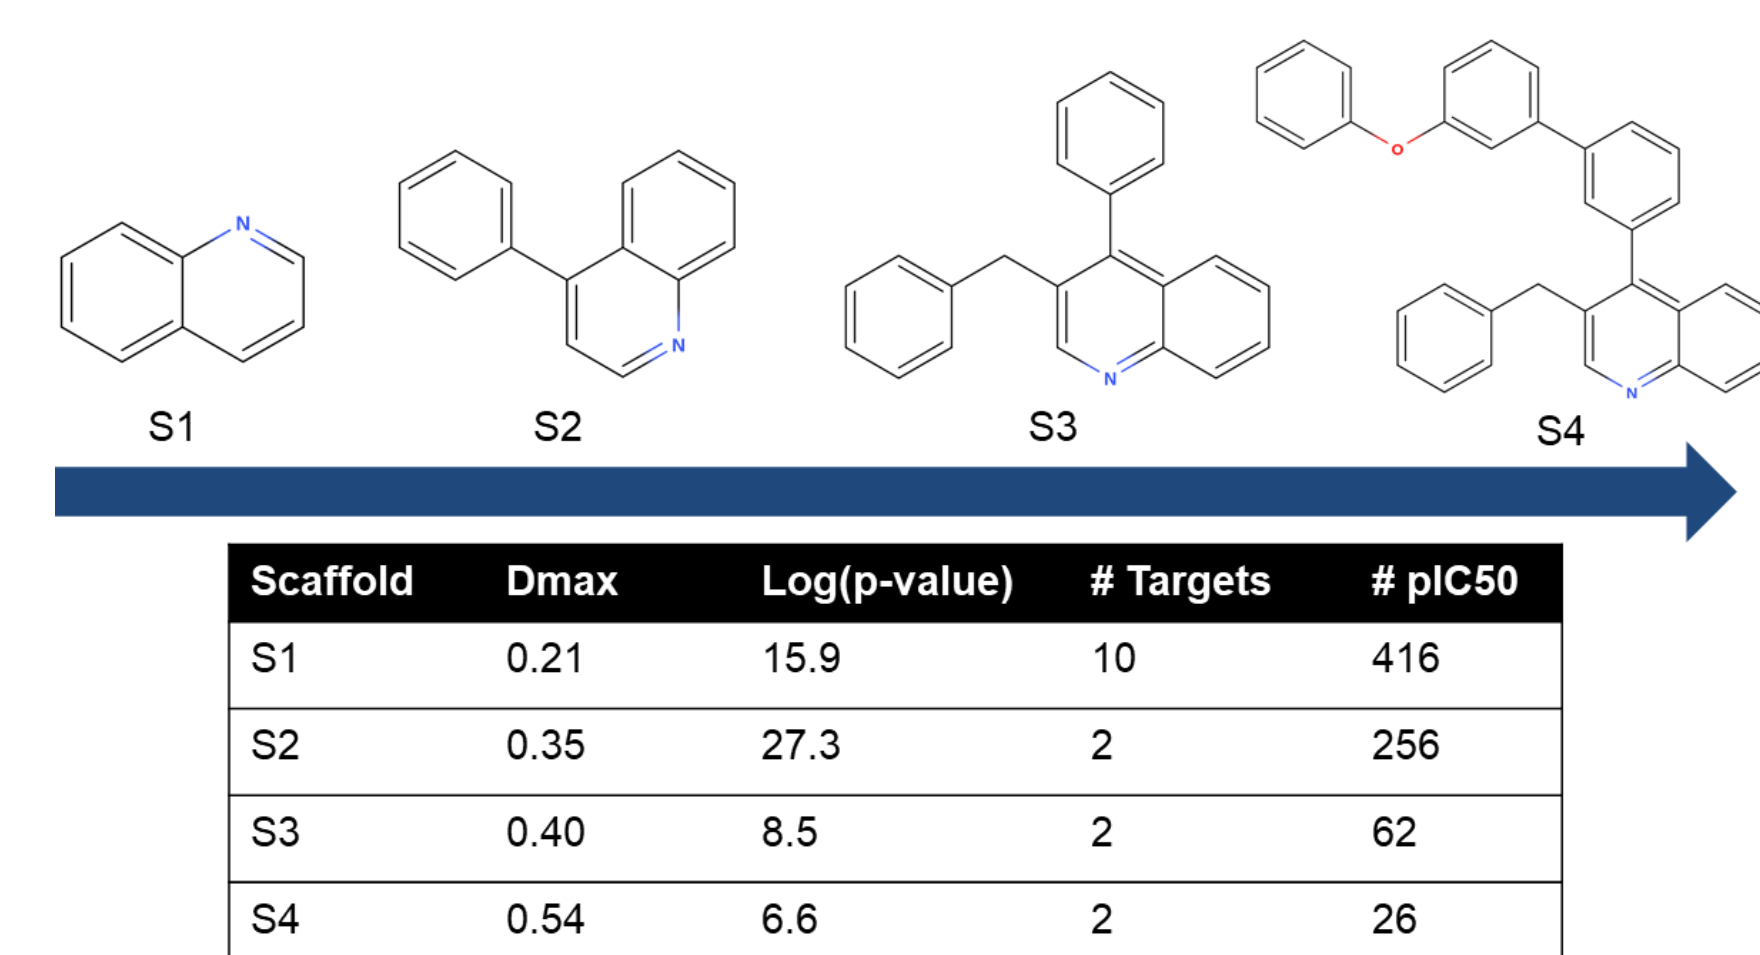 O
N
N
N
N
S1
S2
S3
S4
Scaffold Dmax Log(p-value) # Targets # pIC50
S1 0.21 15.9 10 416
S2 0.35 27.3 2 256
S3 0.40 8.5 2 62
S4 0.54 6.6 2 26